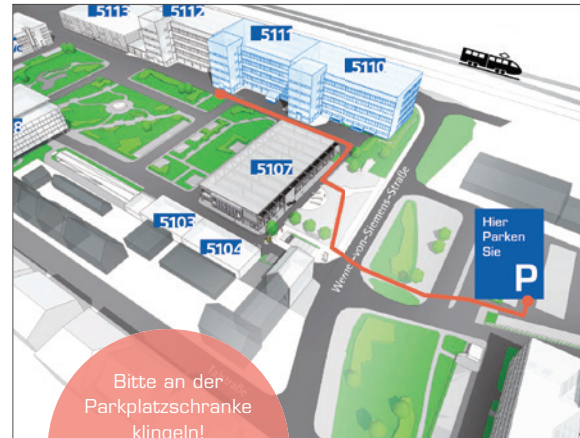 5113
5112
5111
5110
5107
5103
5104
Werner-von-Siemens-Straße
Hier
Parken
Sie
P
Bitte an der
Parkplatzschranke
klingeln!